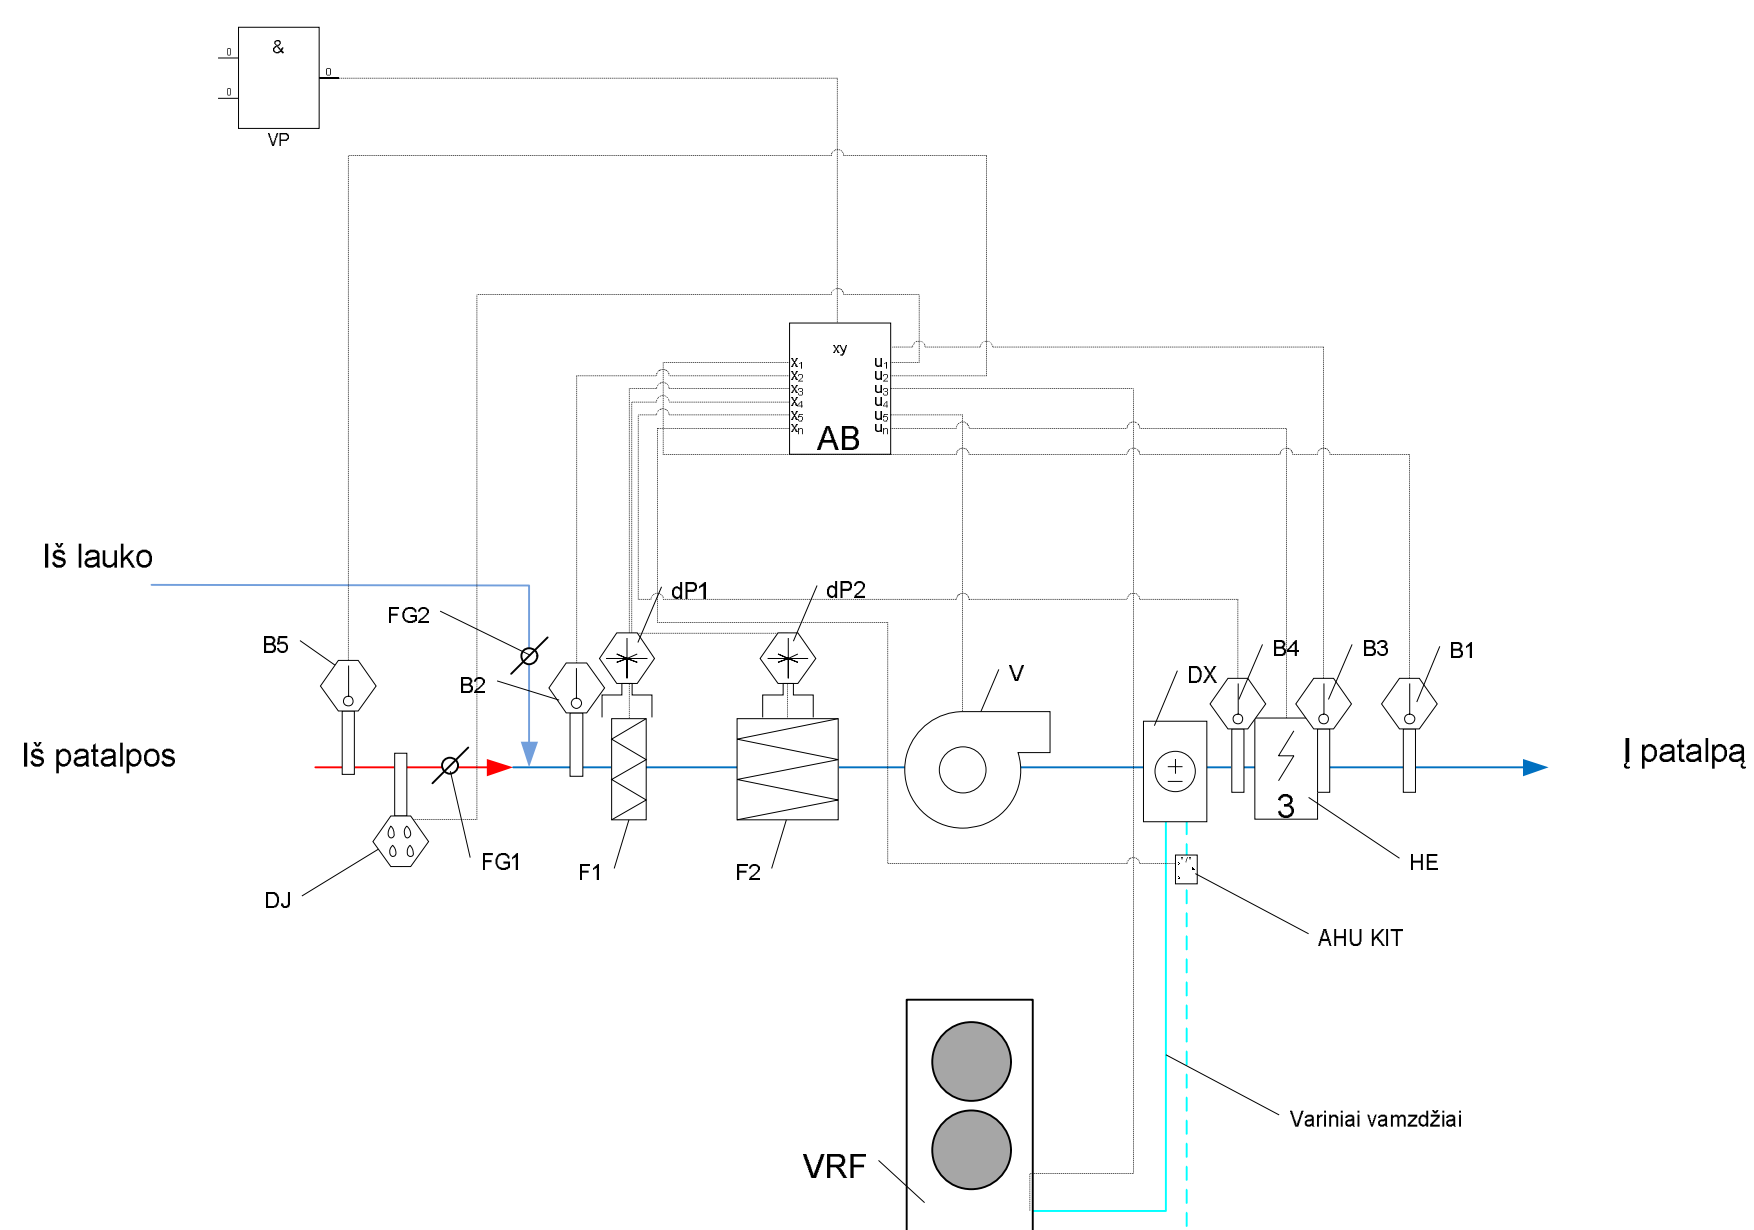 &
0
0
0
VP
xy
x1
u1
x2
u2
x3
u3
x4
u4
x5
u5
xn
un
AB
Iš lauko
dP1
dP2
FG2
B5
B4
B3
B1
V
DX
B2
Iš patalpos
Į patalpą
3
FG1
F1
F2
HE
DJ
AHU KIT
Variniai vamzdžiai
VRF